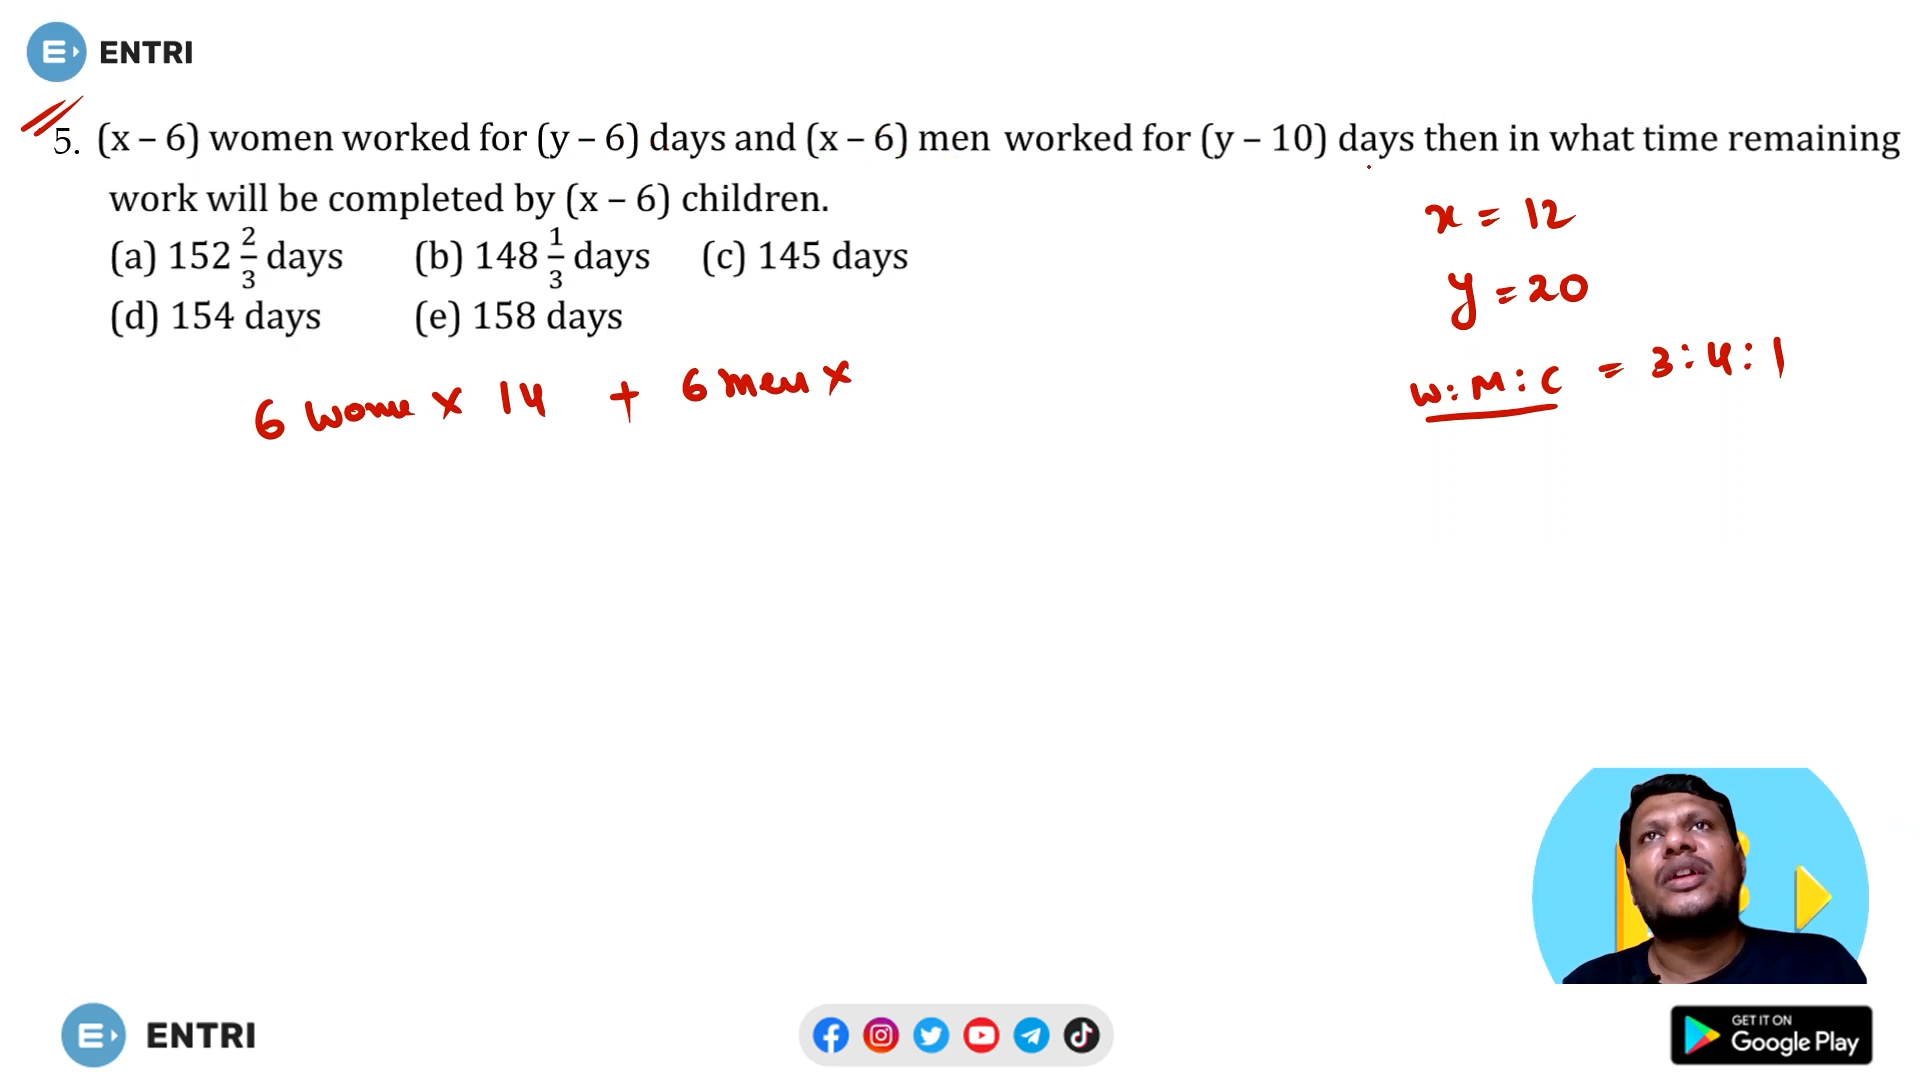 ENTRI
5. (x – 6) women worked for (y – 6) days and (x – 6) men worked for (y – 10) days then in what time remaining
work will be completed by (x – 6) children.
(a) 152 2/3 days (b) 148 1/3 days (c) 145 days
(d) 154 days (e) 158 days
x = 12
y = 20
W : M : C = 3 : 4 : 1
6 wome x 14 + 6 men x
ENTRI
GET IT ON
Google Play